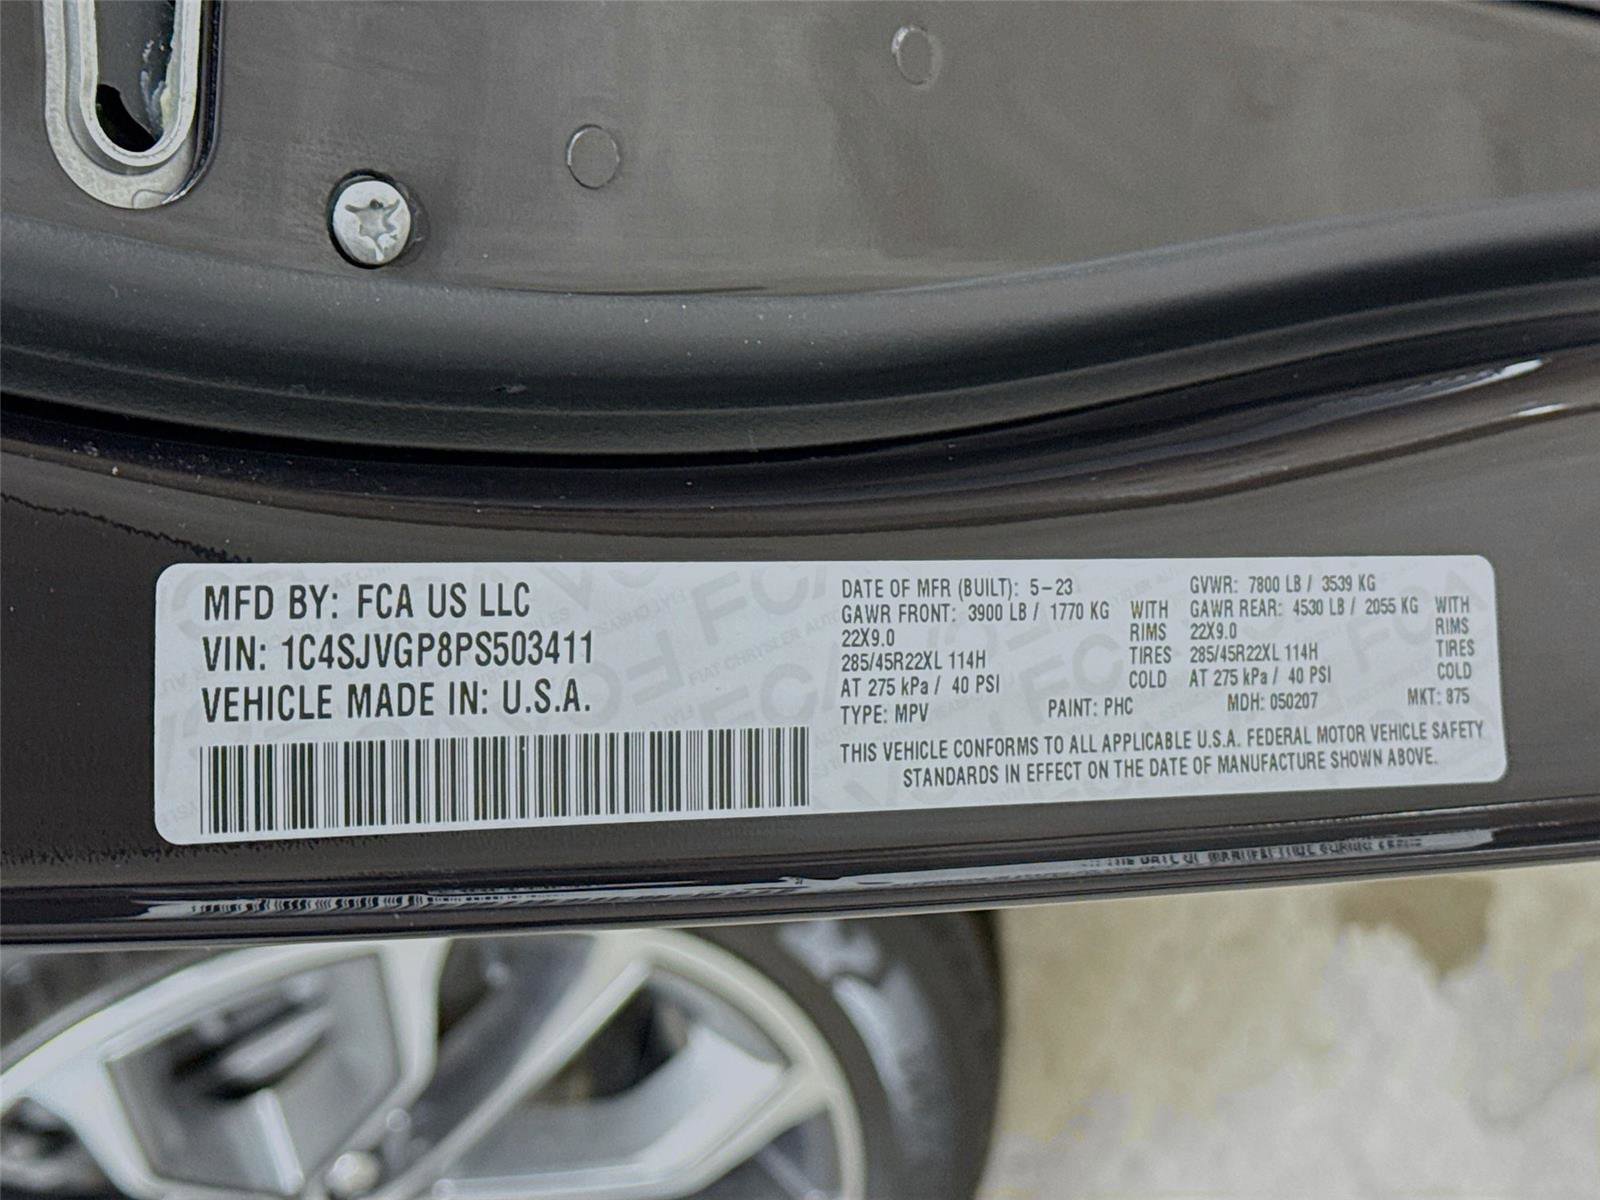 MFD BY: FCA US LLC
VIN: 1C4SJVGP8PS503411
VEHICLE MADE IN: U.S.A.
DATE OF MFR (BUILT): 5-23
GAWR FRONT: 3900 LB / 1770 KG WITH
22X9.0 RIMS
285/45R22XL 114H TIRES
AT 275 kPa / 40 PSI COLD
GVWR: 7800 LB / 3539 KG
GAWR REAR: 4530 LB / 2055 KG WITH
22X9.0 RIMS
285/45R22XL 114H TIRES
AT 275 kPa / 40 PSI COLD
TYPE: MPV PAINT: PHC MDH: 050207 MKT: 875
THIS VEHICLE CONFORMS TO ALL APPLICABLE U.S.A. FEDERAL MOTOR VEHICLE SAFETY
STANDARDS IN EFFECT ON THE DATE OF MANUFACTURE SHOWN ABOVE.